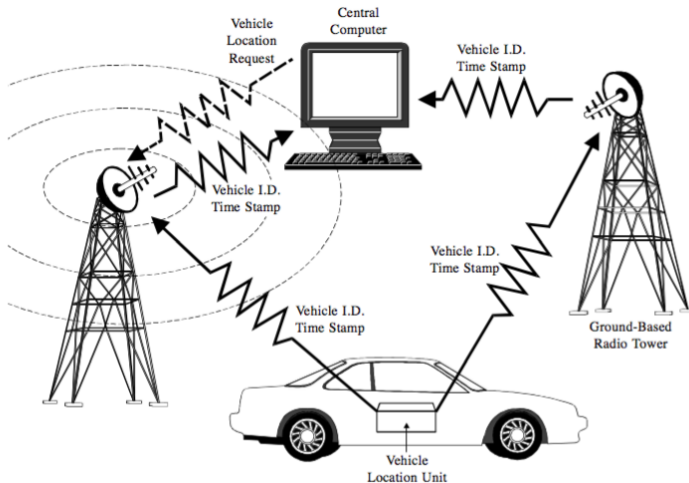 Vehicle
Location
Request
Central
Computer
Vehicle I.D.
Time Stamp
Vehicle I.D.
Time Stamp
Vehicle I.D.
Time Stamp
Vehicle I.D.
Time Stamp
Ground-Based
Radio Tower
Vehicle
Location Unit